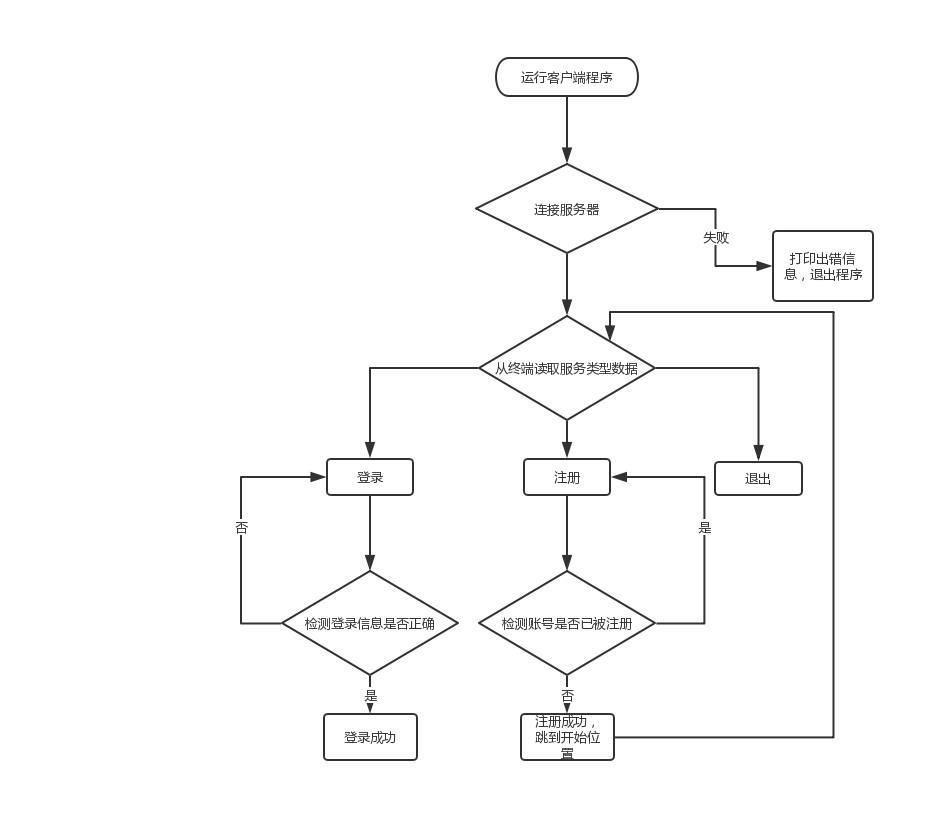 运行客户端程序
连接服务器
失败
打印出错信
息，退出程序
从终端读取服务类型数据
登录
注册
退出
否
是
检测登录信息是否正确
检测账号是否已被注册
是
否
登录成功
注册成功，
跳到开始位
置